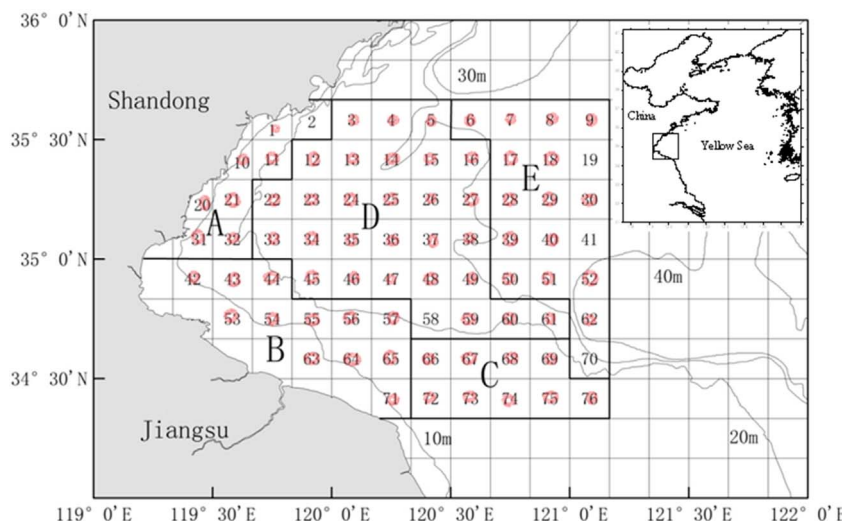 36° 0'N
30m
Shandong
China
Yellow Sea
1 2 3 4 5 6 7 8 9
35° 30'N
10 11 12 13 14 15 16 17 18 19
E
20 21 22 23 24 25 26 27 28 29 30
A D
31 32 33 34 35 36 37 38 39 40 41
35° 0'N
42 43 44 45 46 47 48 49 50 51 52
40m
53 54 55 56 57 58 59 60 61 62
B
63 64 65 66 67 68 69 70
C
34° 30'N
71 72 73 74 75 76
Jiangsu
10m
20m
119° 0'E 119° 30'E 120° 0'E 120° 30'E 121° 0'E 121° 30'E 122° 0'E